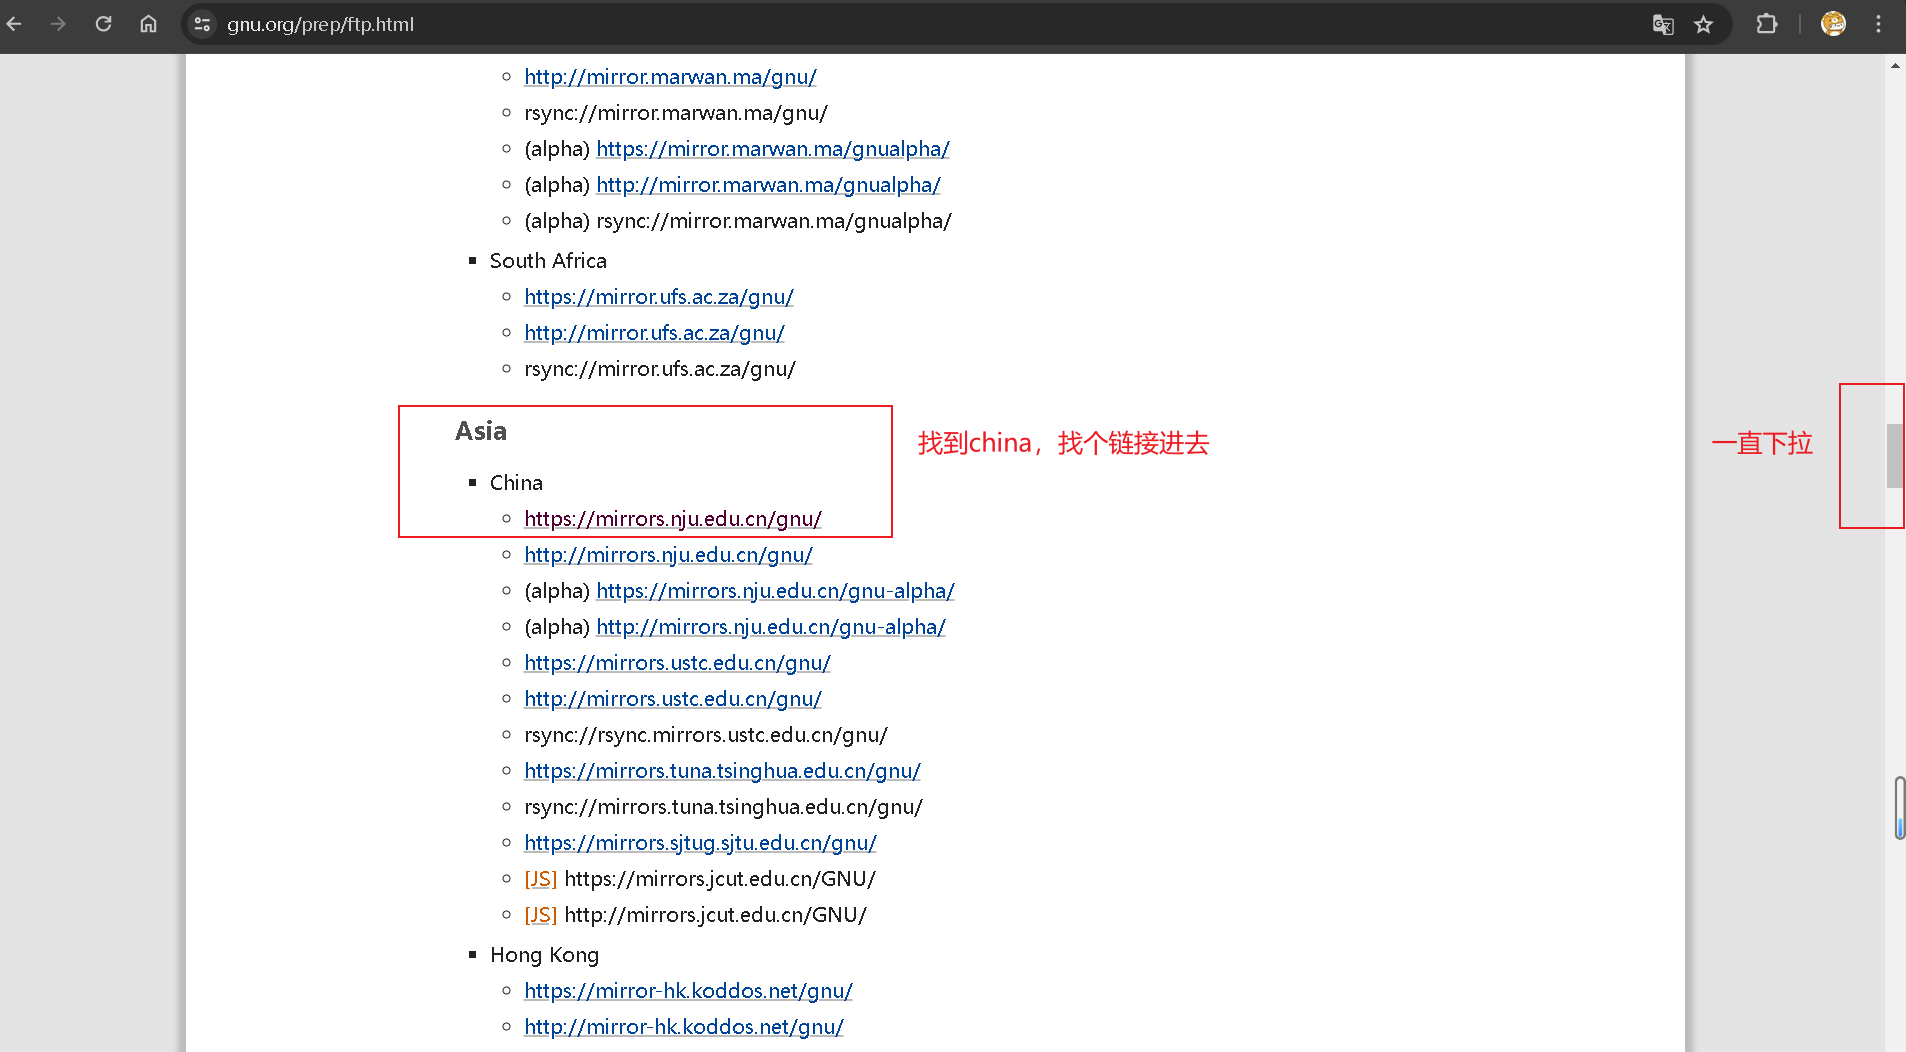 gnu.org/prep/ftp.html
http://mirror.marwan.ma/gnu/
rsync://mirror.marwan.ma/gnu/
(alpha) https://mirror.marwan.ma/gnualpha/
(alpha) http://mirror.marwan.ma/gnualpha/
(alpha) rsync://mirror.marwan.ma/gnualpha/
South Africa
https://mirror.ufs.ac.za/gnu/
http://mirror.ufs.ac.za/gnu/
rsync://mirror.ufs.ac.za/gnu/
Asia
找到china，找个链接进去
一直下拉
China
https://mirrors.nju.edu.cn/gnu/
http://mirrors.nju.edu.cn/gnu/
(alpha) https://mirrors.nju.edu.cn/gnu-alpha/
(alpha) http://mirrors.nju.edu.cn/gnu-alpha/
https://mirrors.ustc.edu.cn/gnu/
http://mirrors.ustc.edu.cn/gnu/
rsync://rsync.mirrors.ustc.edu.cn/gnu/
https://mirrors.tuna.tsinghua.edu.cn/gnu/
rsync://mirrors.tuna.tsinghua.edu.cn/gnu/
https://mirrors.sjtug.sjtu.edu.cn/gnu/
[JS] https://mirrors.jcut.edu.cn/GNU/
[JS] http://mirrors.jcut.edu.cn/GNU/
Hong Kong
https://mirror-hk.koddos.net/gnu/
http://mirror-hk.koddos.net/gnu/